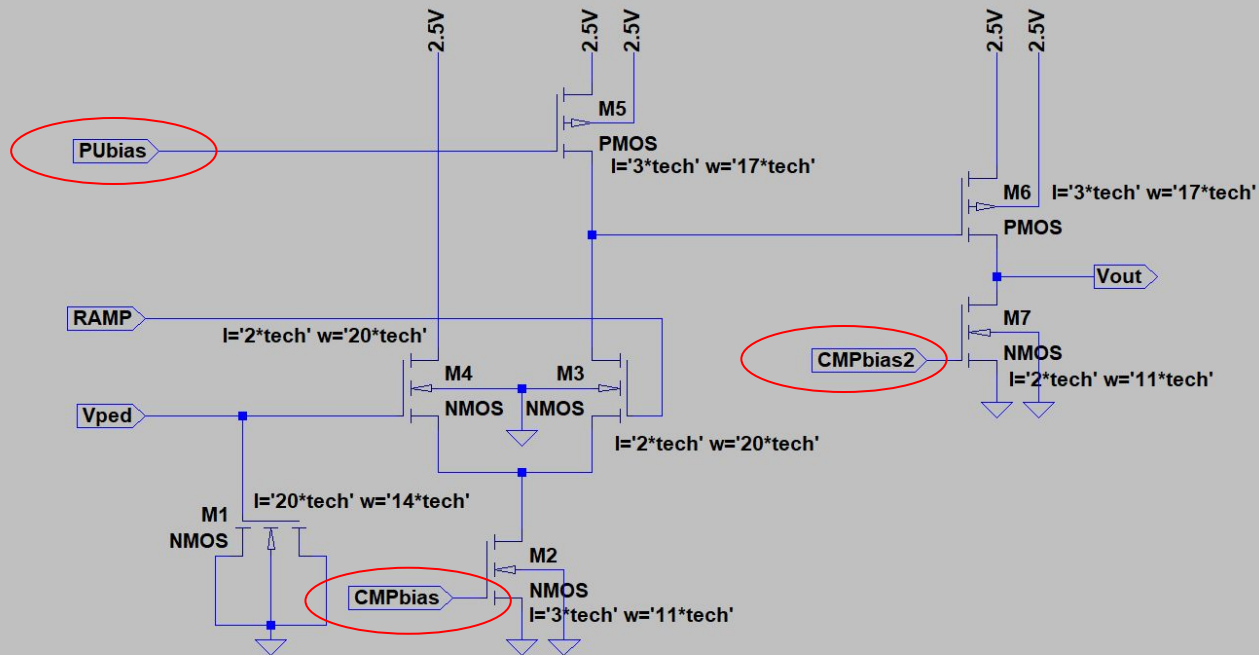 2.5V
2.5V
2.5V
2.5V
2.5V
M5
PUbias
PMOS
l='3*tech' w='17*tech'
M6
l='3*tech' w='17*tech'
PMOS
Vout
RAMP
l='2*tech' w='20*tech'
M7
CMPbias2
NMOS
l='2*tech' w='11*tech'
M4
M3
NMOS
NMOS
Vped
l='2*tech' w='20*tech'
l='20*tech' w='14*tech'
M1
NMOS
M2
CMPbias
NMOS
l='3*tech' w='11*tech'